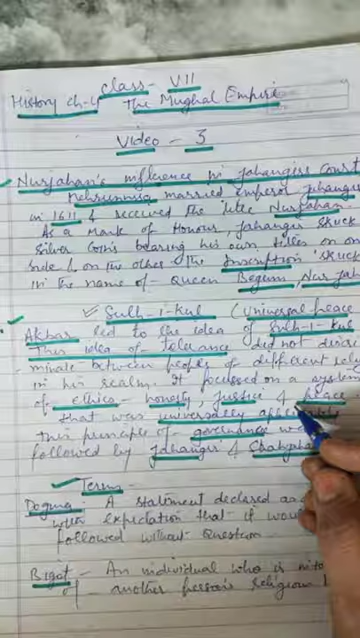 Class - VII
History ch-4 The Mughal Empire
Video - 3
Nurjahan's influence in Jahangir's Court
Mehrunnisa married emperor Jahangir
in 1611 & received the title Nurjahan
As a Mark of Honour, Jahangir struck
Silver Coins bearing his own titles on one
side & on the other the Inscription 'struck
in the name of Queen Begum, Nur Jah
Sulh-i-kul (Universal peace
Akbar led to the idea of Sulh-i-kul
This idea of tolerance did not discri
minate between people of different reli
in his realm. It focussed on a system
of ethics - honesty, justice & peace
that was universally applicable
this principle of governance w
followed by Jahangir & Shahjahan
Terms -
Dogma - A statement declared as a
with expectation that it woul
followed without question
Bigot - An individual who is into
of another person's religious b